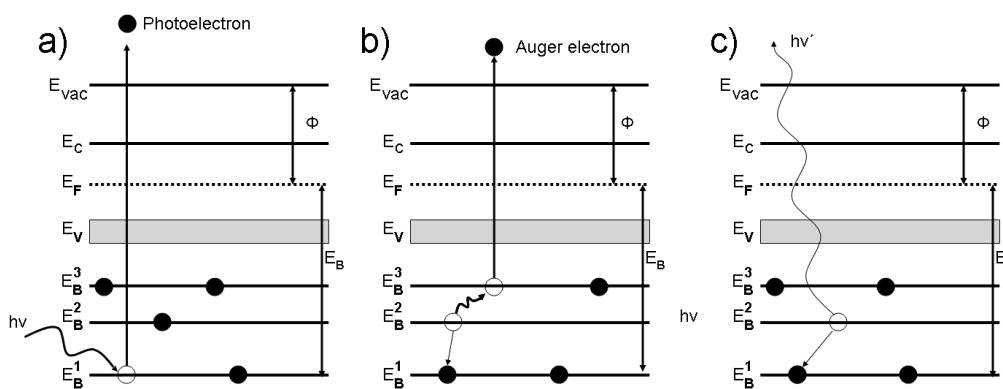 a)
Photoelectron
E_vac
Φ
E_C
E_F
E_V
E_B
E_B^3
E_B^2
hν
E_B^1
b)
Auger electron
E_vac
Φ
E_C
E_F
E_V
E_B
E_B^3
E_B^2
E_B^1
c)
hν´
E_vac
Φ
E_C
E_F
E_V
E
E_B^3
hν
E_B^2
E_B^1